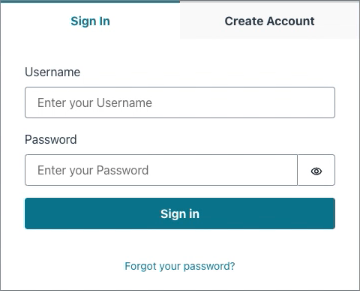 Sign In
Create Account
Username
Enter your Username
Password
Enter your Password
Sign in
Forgot your password?